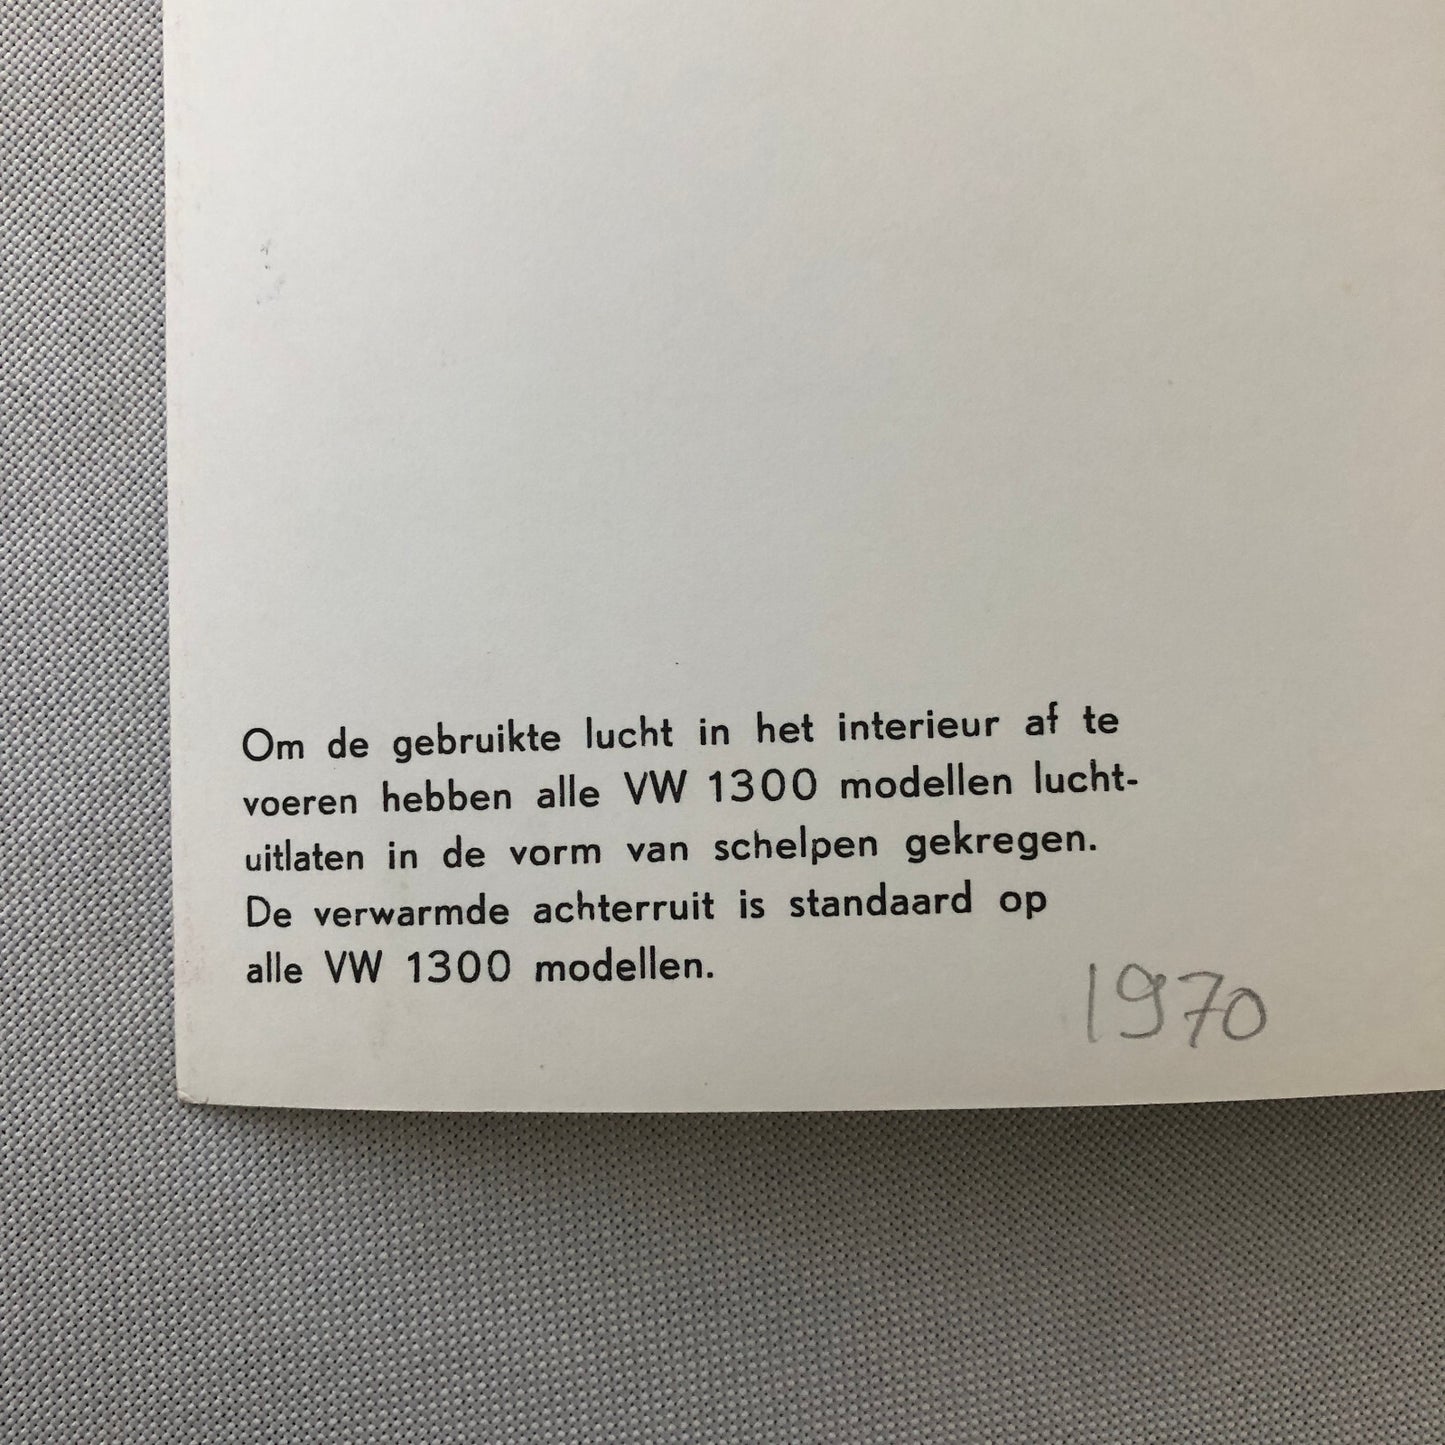 Om de gebruikte lucht in het interieur af te
voeren hebben alle VW 1300 modellen lucht-
uitlaten in de vorm van schelpen gekregen.
De verwarmde achterruit is standaard op
alle VW 1300 modellen.
1970